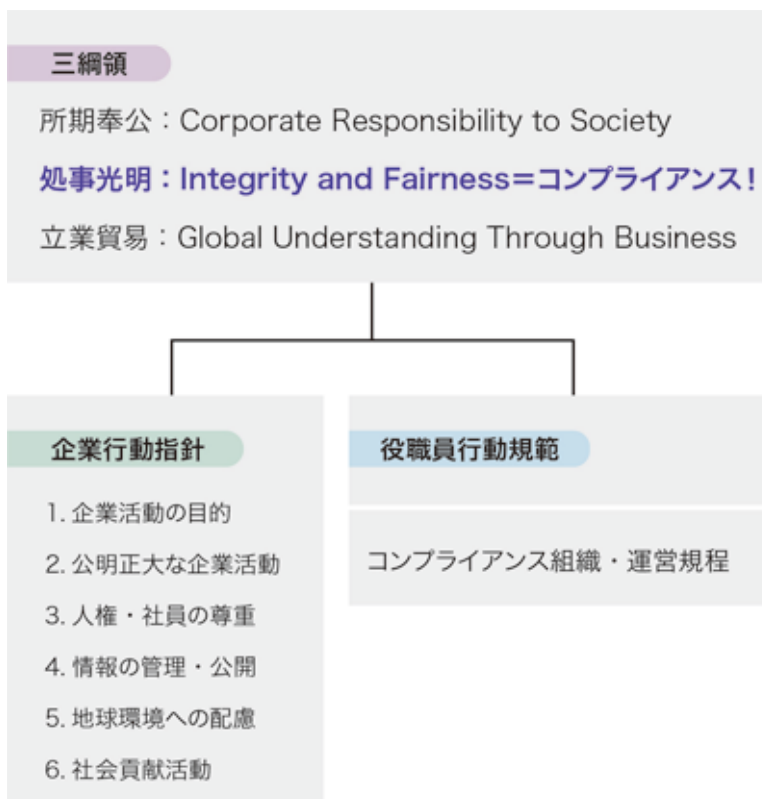 三綱領
所期奉公：Corporate Responsibility to Society
処事光明：Integrity and Fairness＝コンプライアンス！
立業貿易：Global Understanding Through Business
企業行動指針
1. 企業活動の目的
2. 公明正大な企業活動
3. 人権・社員の尊重
4. 情報の管理・公開
5. 地球環境への配慮
6. 社会貢献活動
役職員行動規範
コンプライアンス組織・運営規程